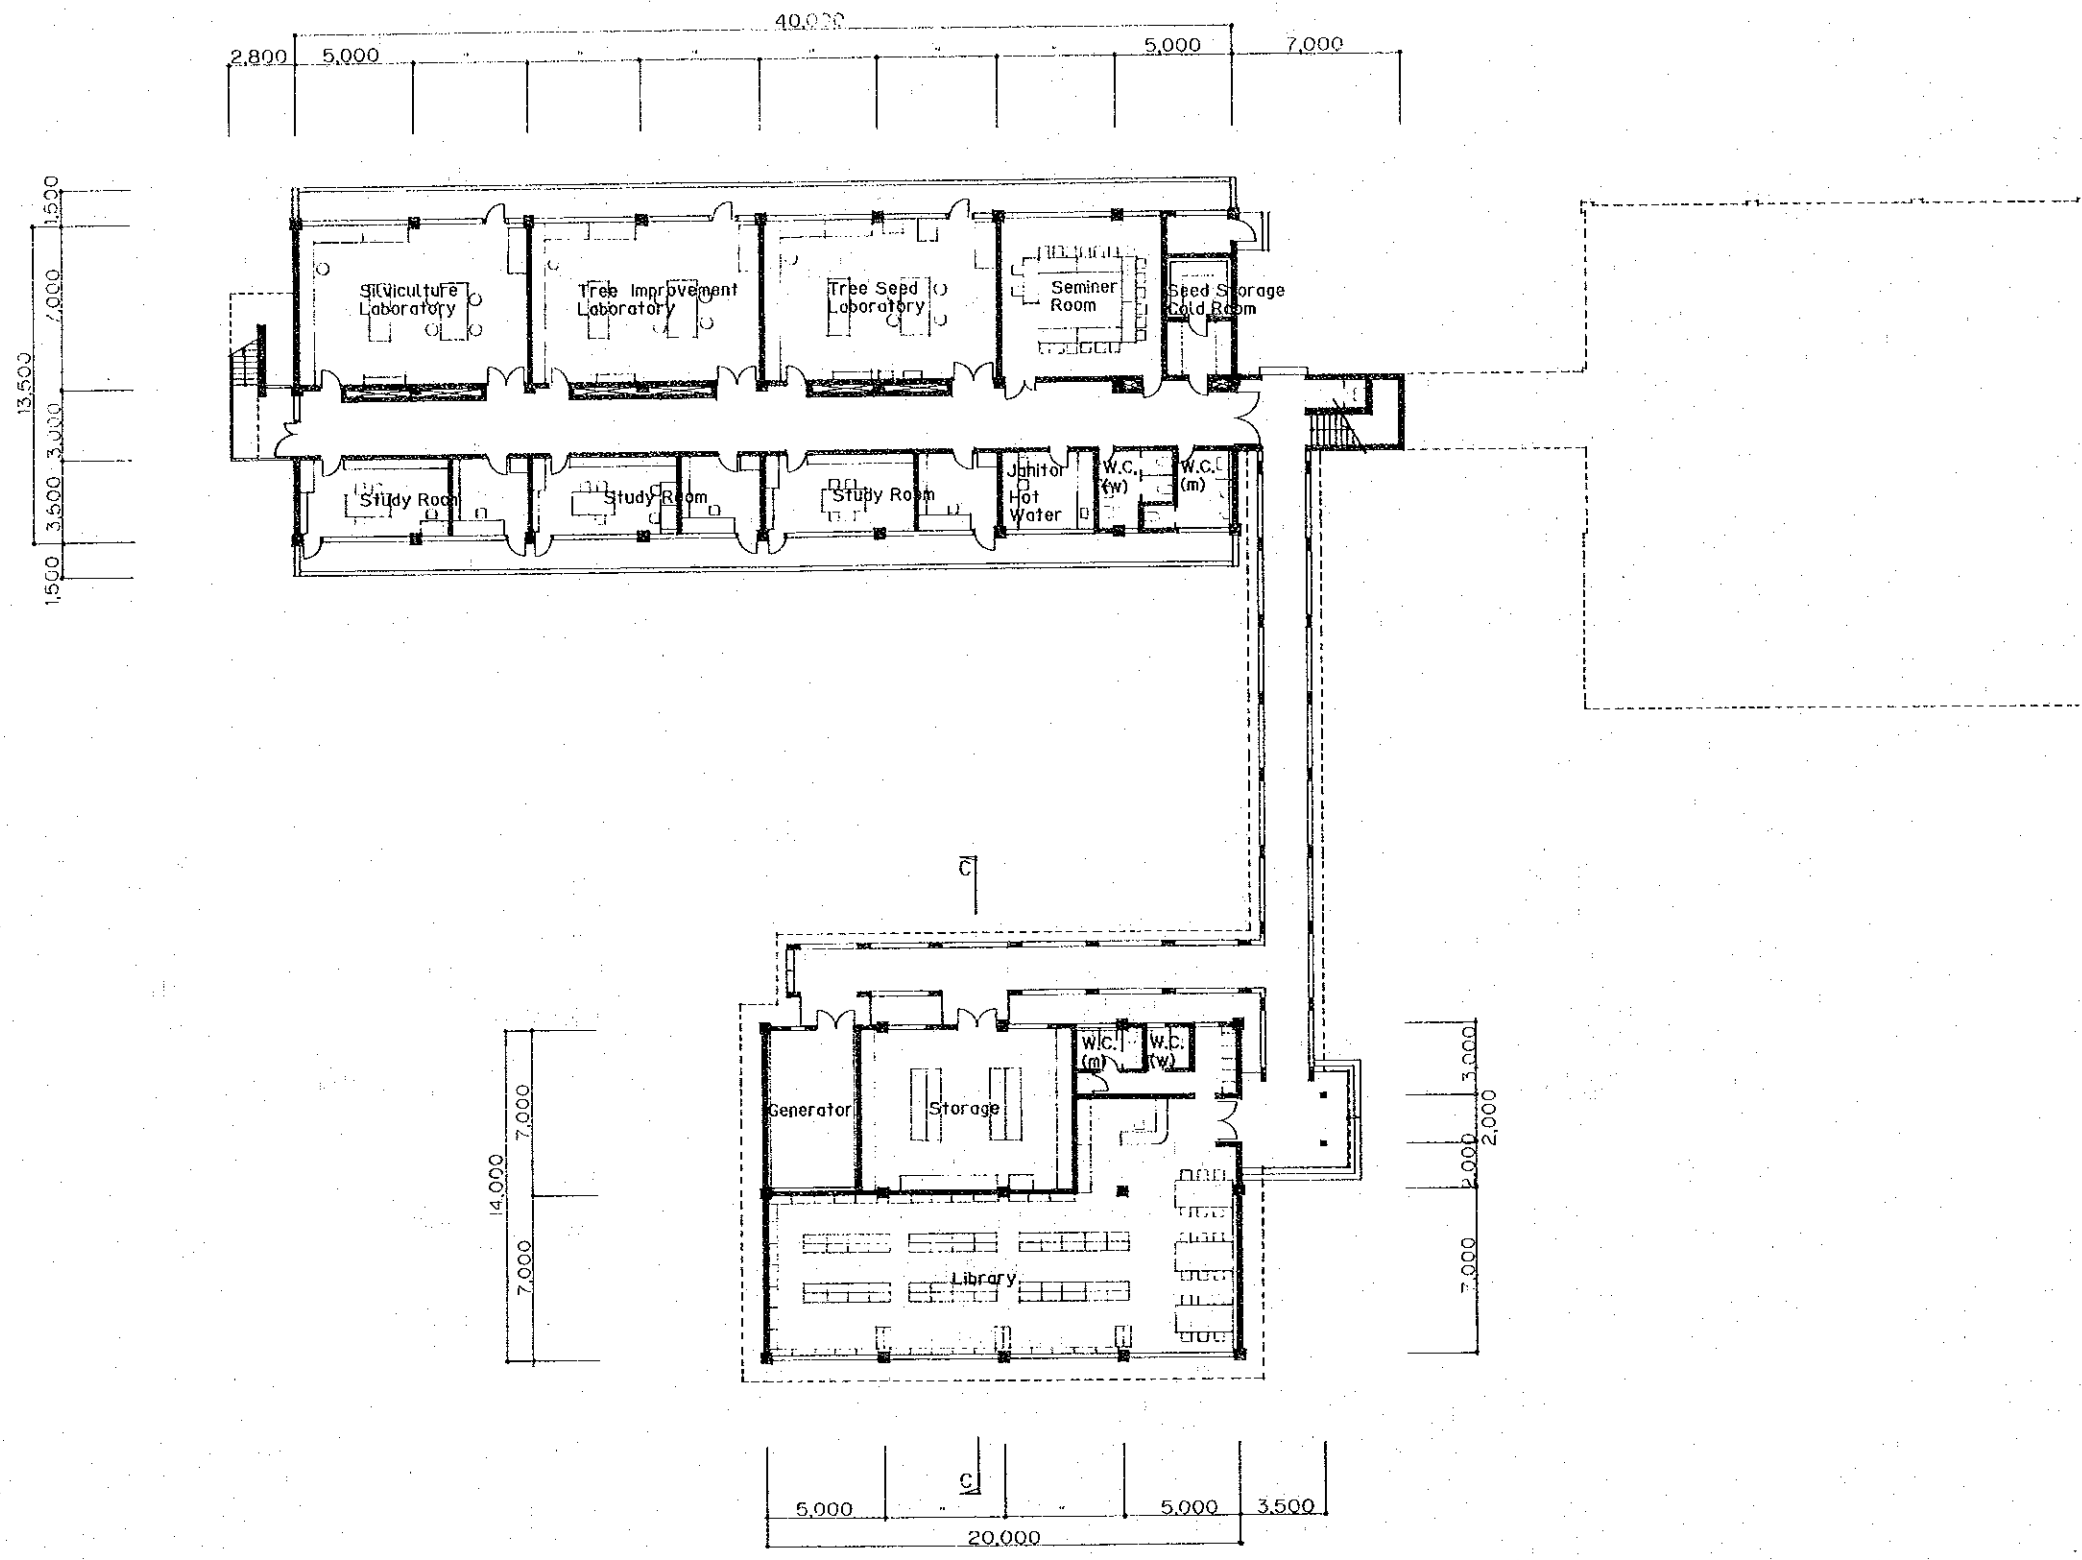 40,000
2,800 5,000 " " " " " " 5,000 7,000
1,500
7,000
13,500
3,000
3,500
1,500
Silviculture
Laboratory
Tree Improvement
Laboratory
Tree Seed
Laboratory
Seminer
Room
Seed Storage
Cold Room
Study Room
Study Room
Study Room
Janitor
Hot
Water
W.C.
(w)
W.C.
(m)
C
W.C.
(m)
W.C.
(w)
Generator
Storage
Library
7,000
14,000
7,000
3,000
2,000
2,000
7,000
C
5,000 " " 5,000 3,500
20,000